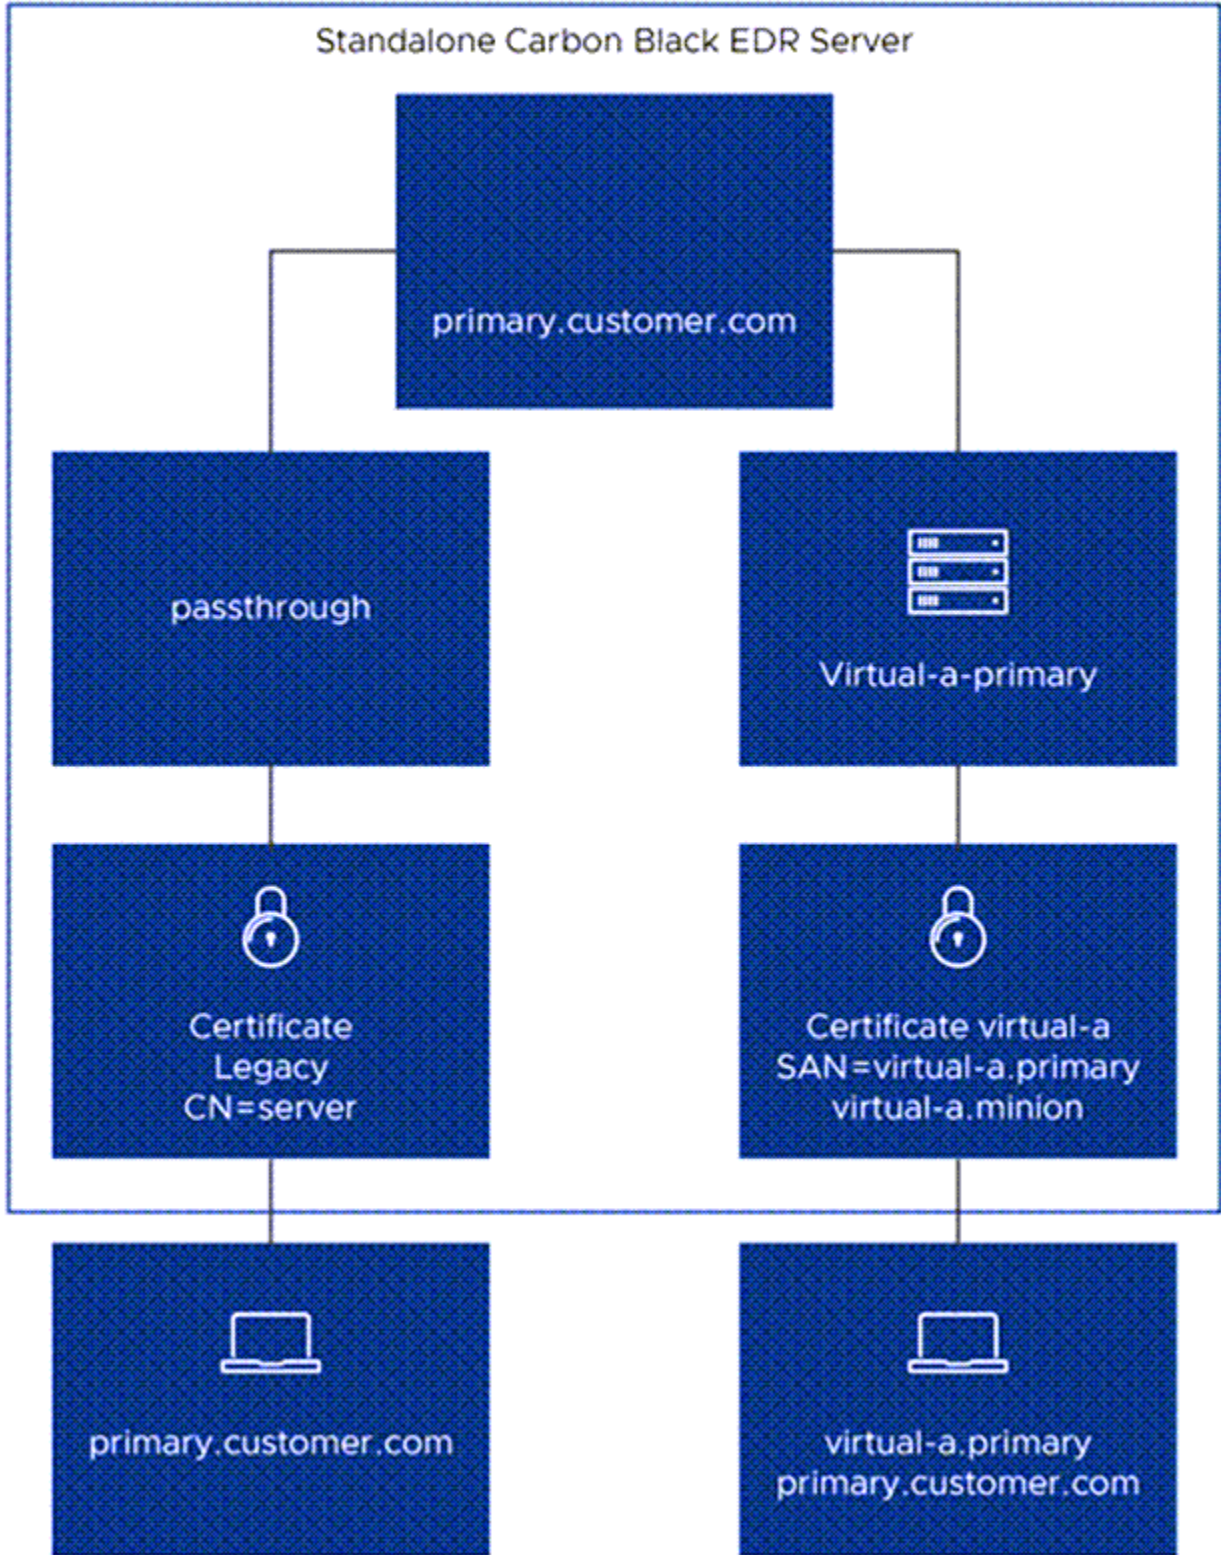 Standalone Carbon Black EDR Server
primary.customer.com
passthrough
Virtual-a-primary
Certificate
Legacy
CN=server
Certificate virtual-a
SAN=virtual-a.primary
virtual-a.minion
primary.customer.com
virtual-a.primary
primary.customer.com